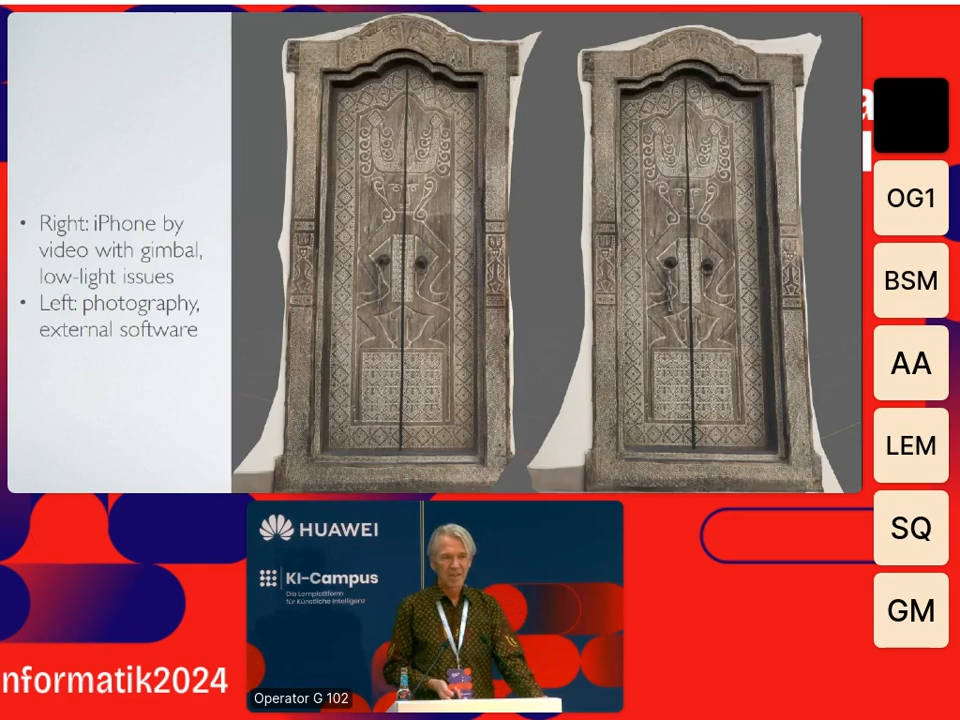 • Right: iPhone by
video with gimbal,
low-light issues
• Left: photography,
external software
OG1
BSM
AA
LEM
SQ
GM
HUAWEI
KI-Campus
Die Lernplattform
für Künstliche Intelligenz
Operator G 102
nformatik2024